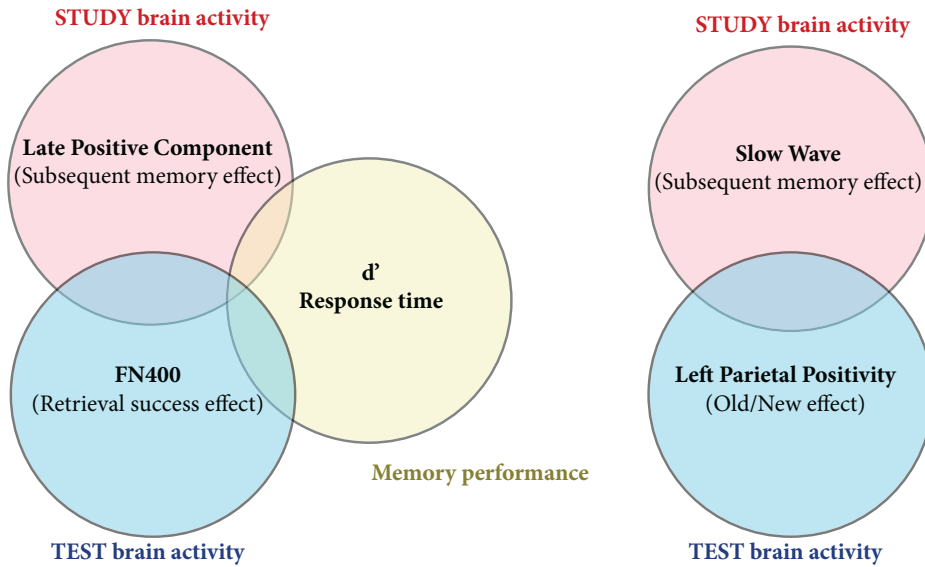 STUDY brain activity
Late Positive Component
(Subsequent memory effect)
d’
Response time
FN400
(Retrieval success effect)
Memory performance
TEST brain activity
STUDY brain activity
Slow Wave
(Subsequent memory effect)
Left Parietal Positivity
(Old/New effect)
TEST brain activity